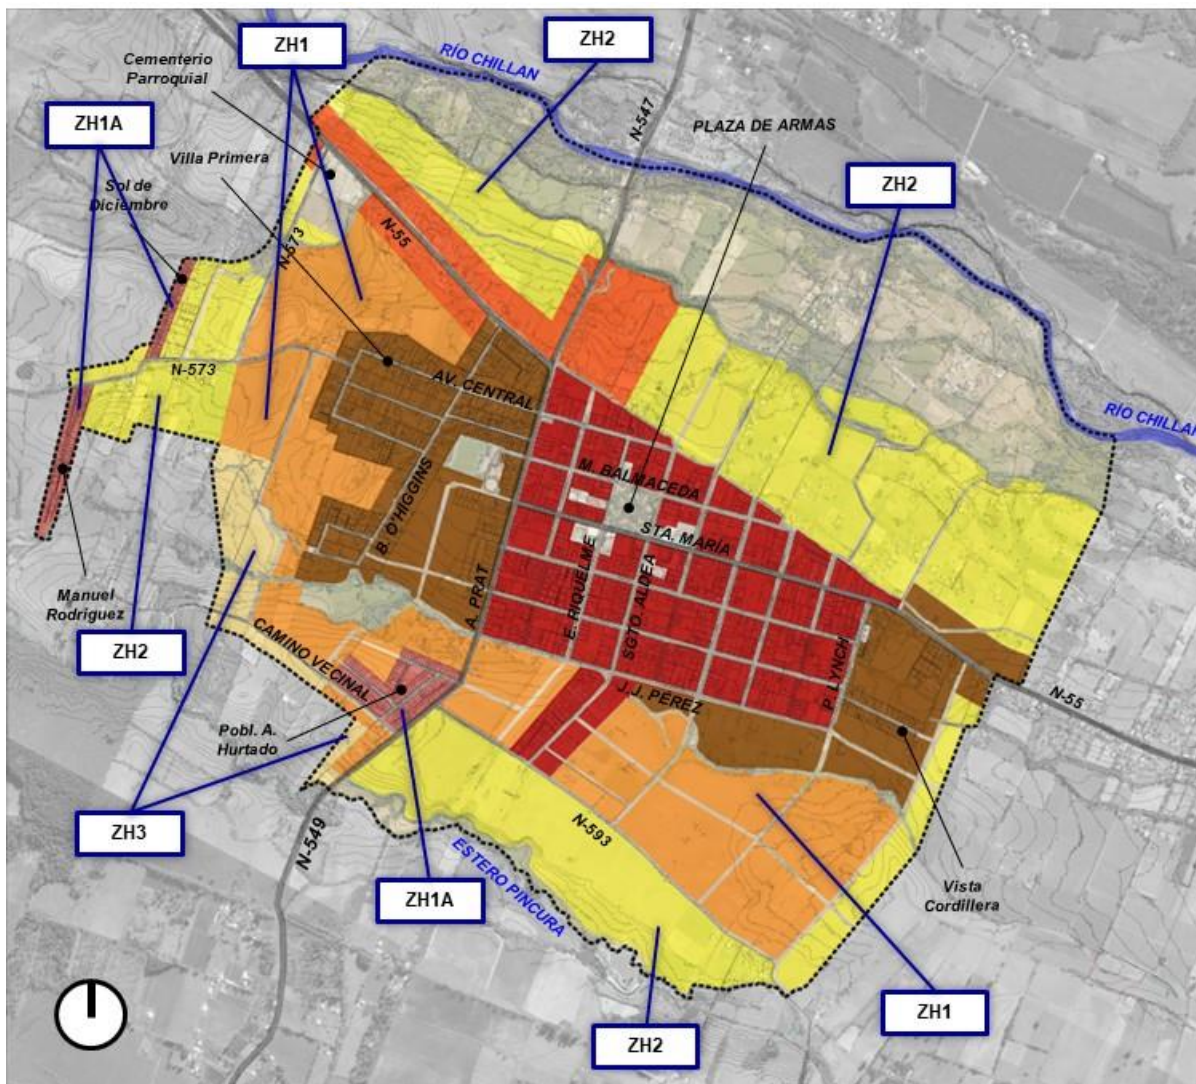 ZH1
ZH2
RÍO CHILLAN
Cementerio
Parroquial
N-547
PLAZA DE ARMAS
ZH1A
Villa Primera
ZH2
Sol de
Diciembre
N-55
N-573
N-573
AV. CENTRAL
RÍO CHILLAN
M. BALMACEDA
B. O'HIGGINS
STA. MARÍA
A. PRAT
E. RIQUELME
SGTO. ALDEA
Manuel
Rodriguez
CAMINO VECINAL
P. LYNCH
ZH2
J.J. PEREZ
N-55
Pobl. A.
Hurtado
ZH3
N-549
N-593
ESTERO PINCURA
ZH1A
Vista
Cordillera
ZH1
ZH2